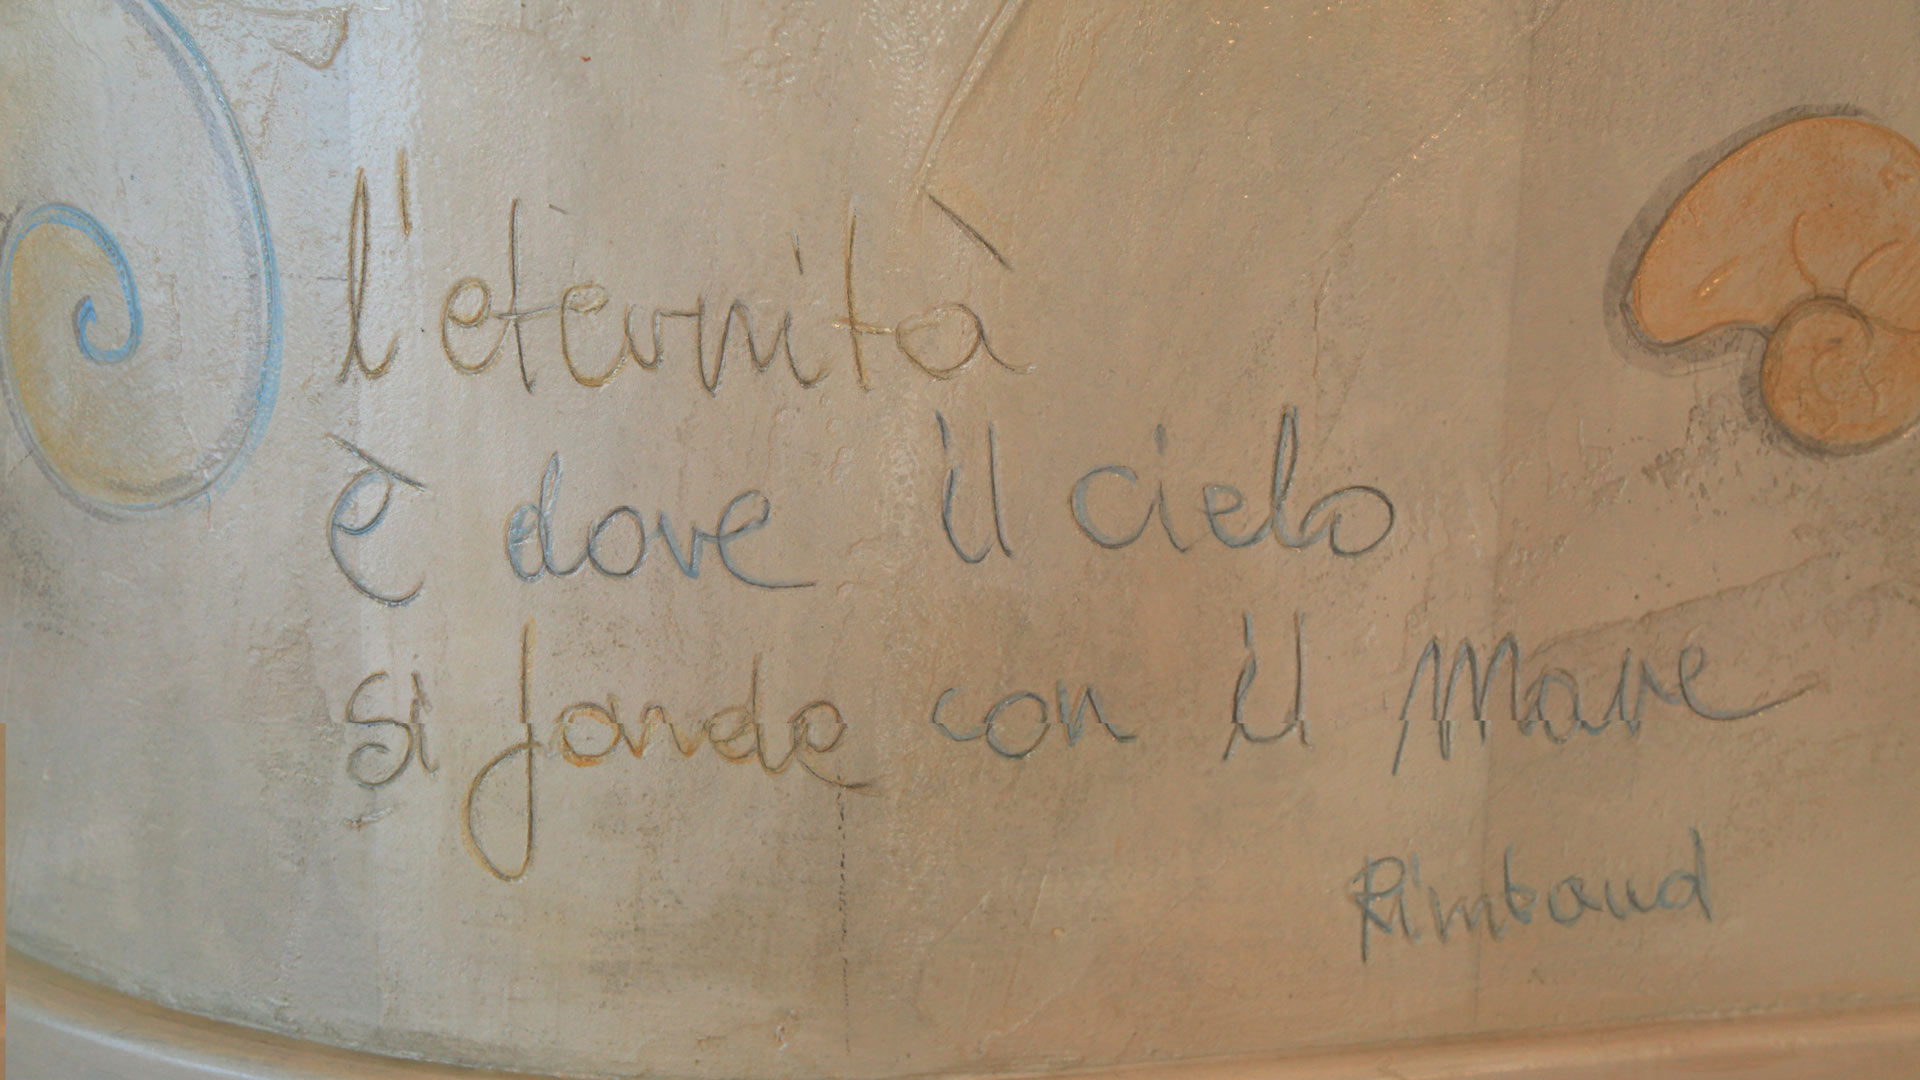 l'eternità
è dove il cielo
si fonde con il mare
Rimbaud